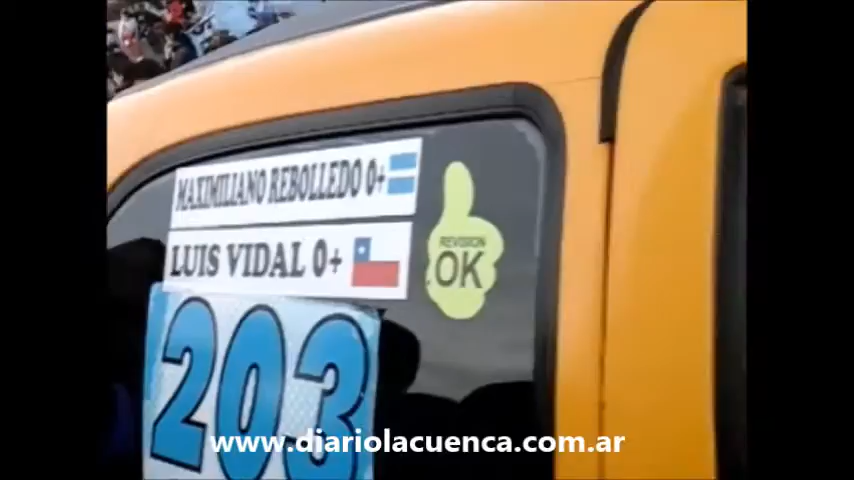 MAXIMILIANO REBOLLEDO 0+
LUIS VIDAL 0+
REVISION
OK
203
www.diariolacuenca.com.ar